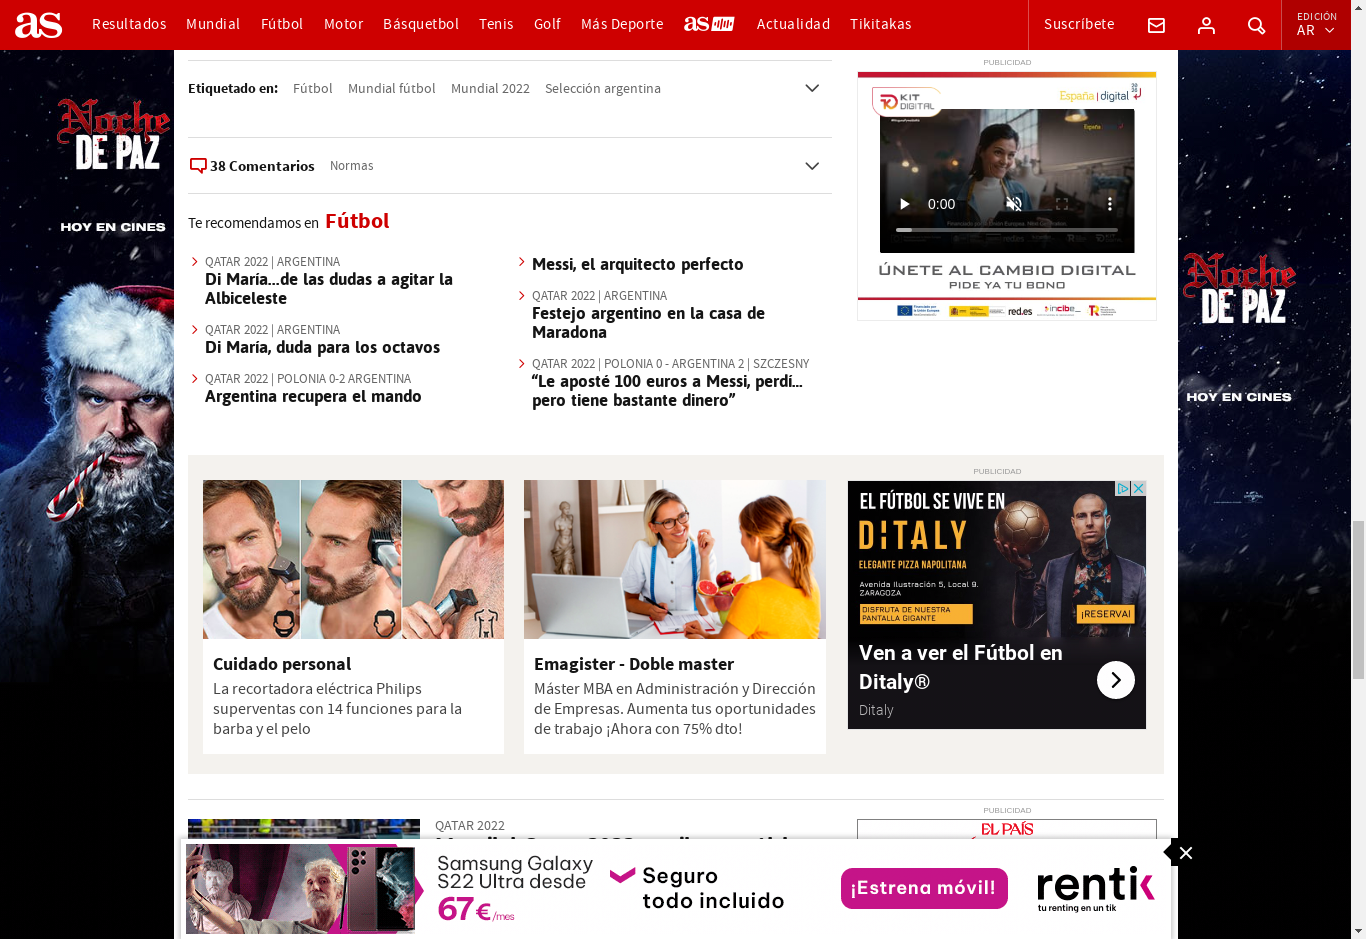 as
Resultados Mundial Fútbol Motor Básquetbol Tenis Golf Más Deporte as Actualidad Tikitakas
Suscríbete
EDICIÓN
AR
Noche
DE PAZ
HOY EN CINES
Etiquetado en: Fútbol Mundial fútbol Mundial 2022 Selección argentina
38 Comentarios Normas
Te recomendamos en Fútbol
QATAR 2022 | ARGENTINA
Di María...de las dudas a agitar la
Albiceleste
QATAR 2022 | ARGENTINA
Di María, duda para los octavos
QATAR 2022 | POLONIA 0-2 ARGENTINA
Argentina recupera el mando
Messi, el arquitecto perfecto
QATAR 2022 | ARGENTINA
Festejo argentino en la casa de
Maradona
QATAR 2022 | POLONIA 0 - ARGENTINA 2 | SZCZESNY
“Le aposté 100 euros a Messi, perdí...
pero tiene bastante dinero”
PUBLICIDAD
KIT
DIGITAL
España | digital
0:00
ÚNETE AL CAMBIO DIGITAL
PIDE YA TU BONO
red.es
incibe_
Noche
DE PAZ
HOY EN CINES
Cuidado personal
La recortadora eléctrica Philips
superventas con 14 funciones para la
barba y el pelo
Emagister - Doble master
Máster MBA en Administración y Dirección
de Empresas. Aumenta tus oportunidades
de trabajo ¡Ahora con 75% dto!
PUBLICIDAD
EL FÚTBOL SE VIVE EN
DITALY
ELEGANTE PIZZA NAPOLITANA
Avenida Ilustración 5, Local 9.
ZARAGOZA
DISFRUTA DE NUESTRA
PANTALLA GIGANTE
¡RESERVA!
Ven a ver el Fútbol en
Ditaly®
Ditaly
QATAR 2022
PUBLICIDAD
EL PAÍS
Samsung Galaxy
S22 Ultra desde
67€/mes
Seguro
todo incluido
¡Estrena móvil!
rentik
tu renting en un tik